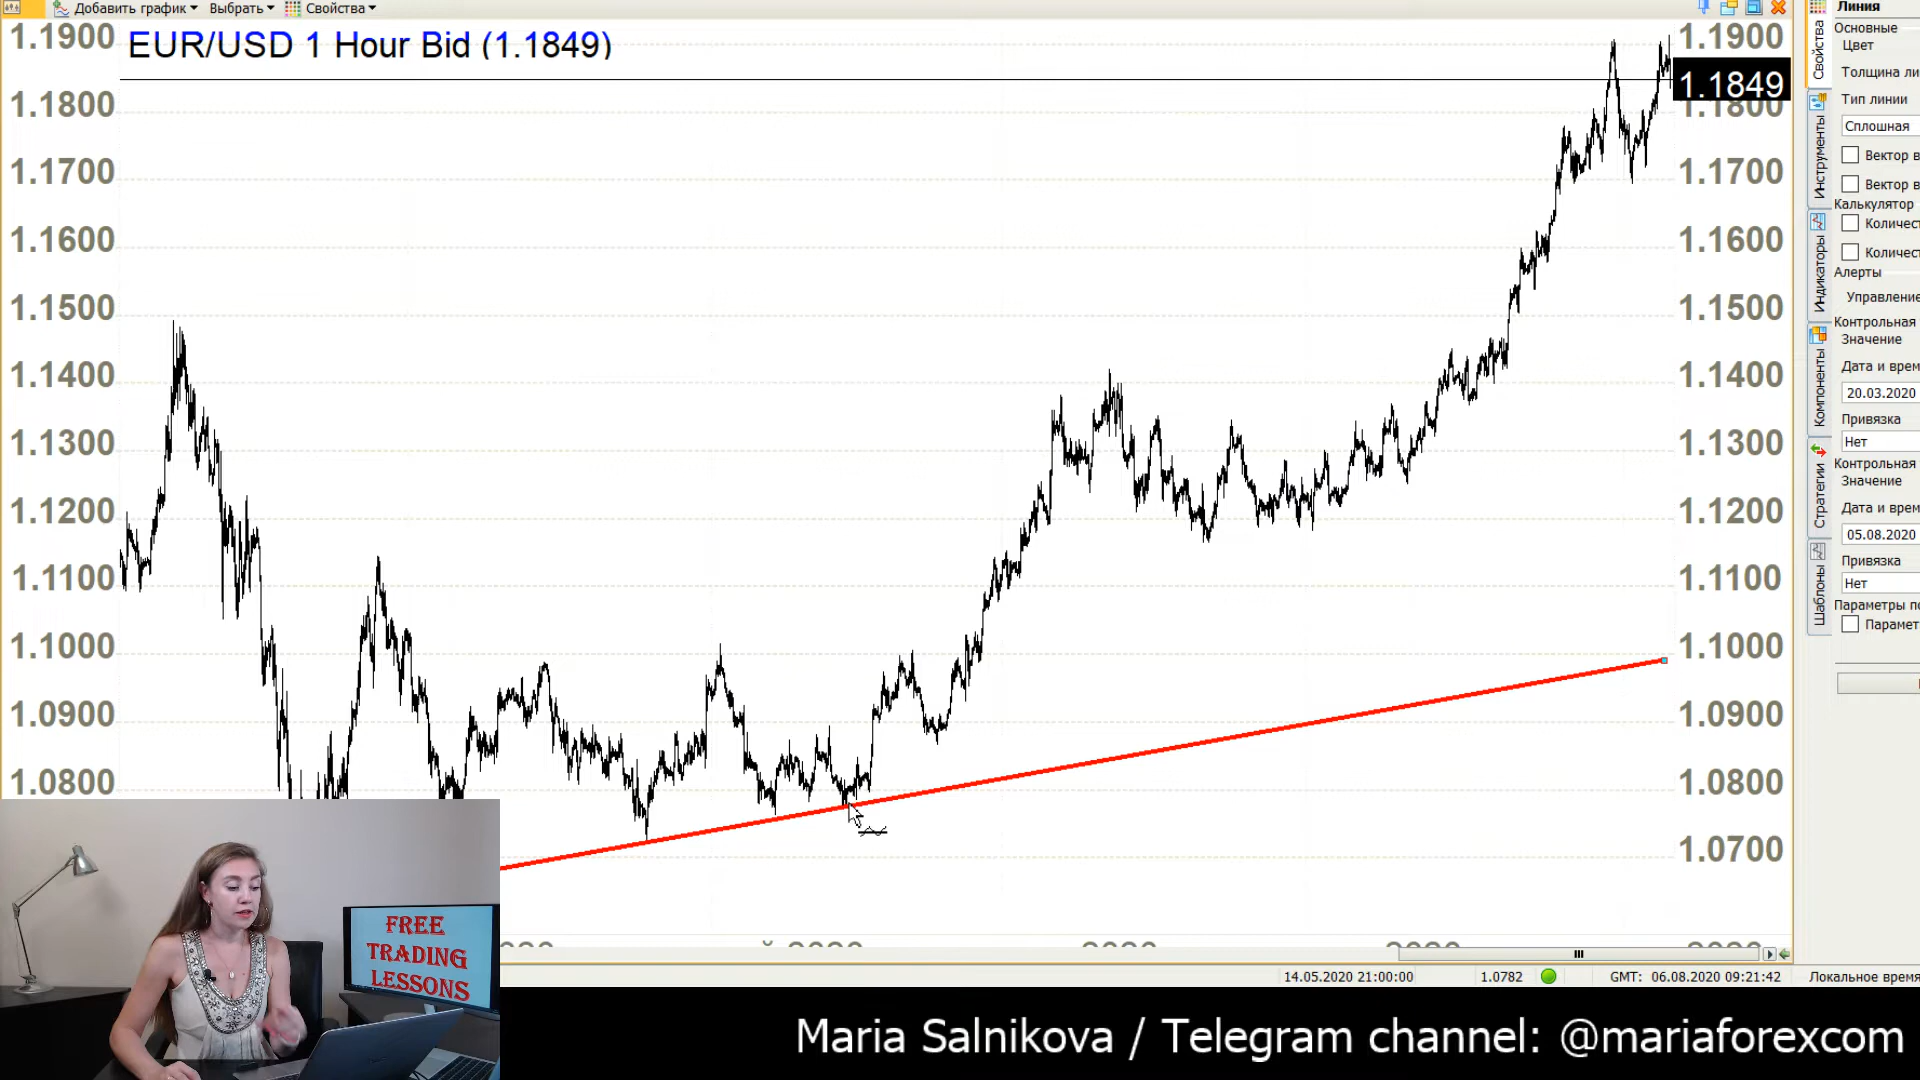 Добавить график
Выбрать
Свойства
EUR/USD 1 Hour Bid (1.1849)
1.1900
1.1800
1.1700
1.1600
1.1500
1.1400
1.1300
1.1200
1.1100
1.1000
1.0900
1.0800
1.1900
1.1849
1.1800
1.1700
1.1600
1.1500
1.1400
1.1300
1.1200
1.1100
1.1000
1.0900
1.0800
1.0700
Свойства
Инструменты
Индикаторы
Компоненты
Стратегии
Шаблоны
Линия
Основные
Цвет
Толщина ли
Тип линии
Сплошная
Вектор в
Вектор в
Калькулятор
Количест
Количест
Алерты
Управление
Контрольная
Значение
Дата и врем
20.03.2020
Привязка
Нет
Контрольная
Значение
Дата и врем
05.08.2020
Привязка
Нет
Параметры по
Парамет
14.05.2020 21:00:00
1.0782
GMT: 06.08.2020 09:21:42
Локальное время
FREE
TRADING
LESSONS
Maria Salnikova / Telegram channel: @mariaforexcom